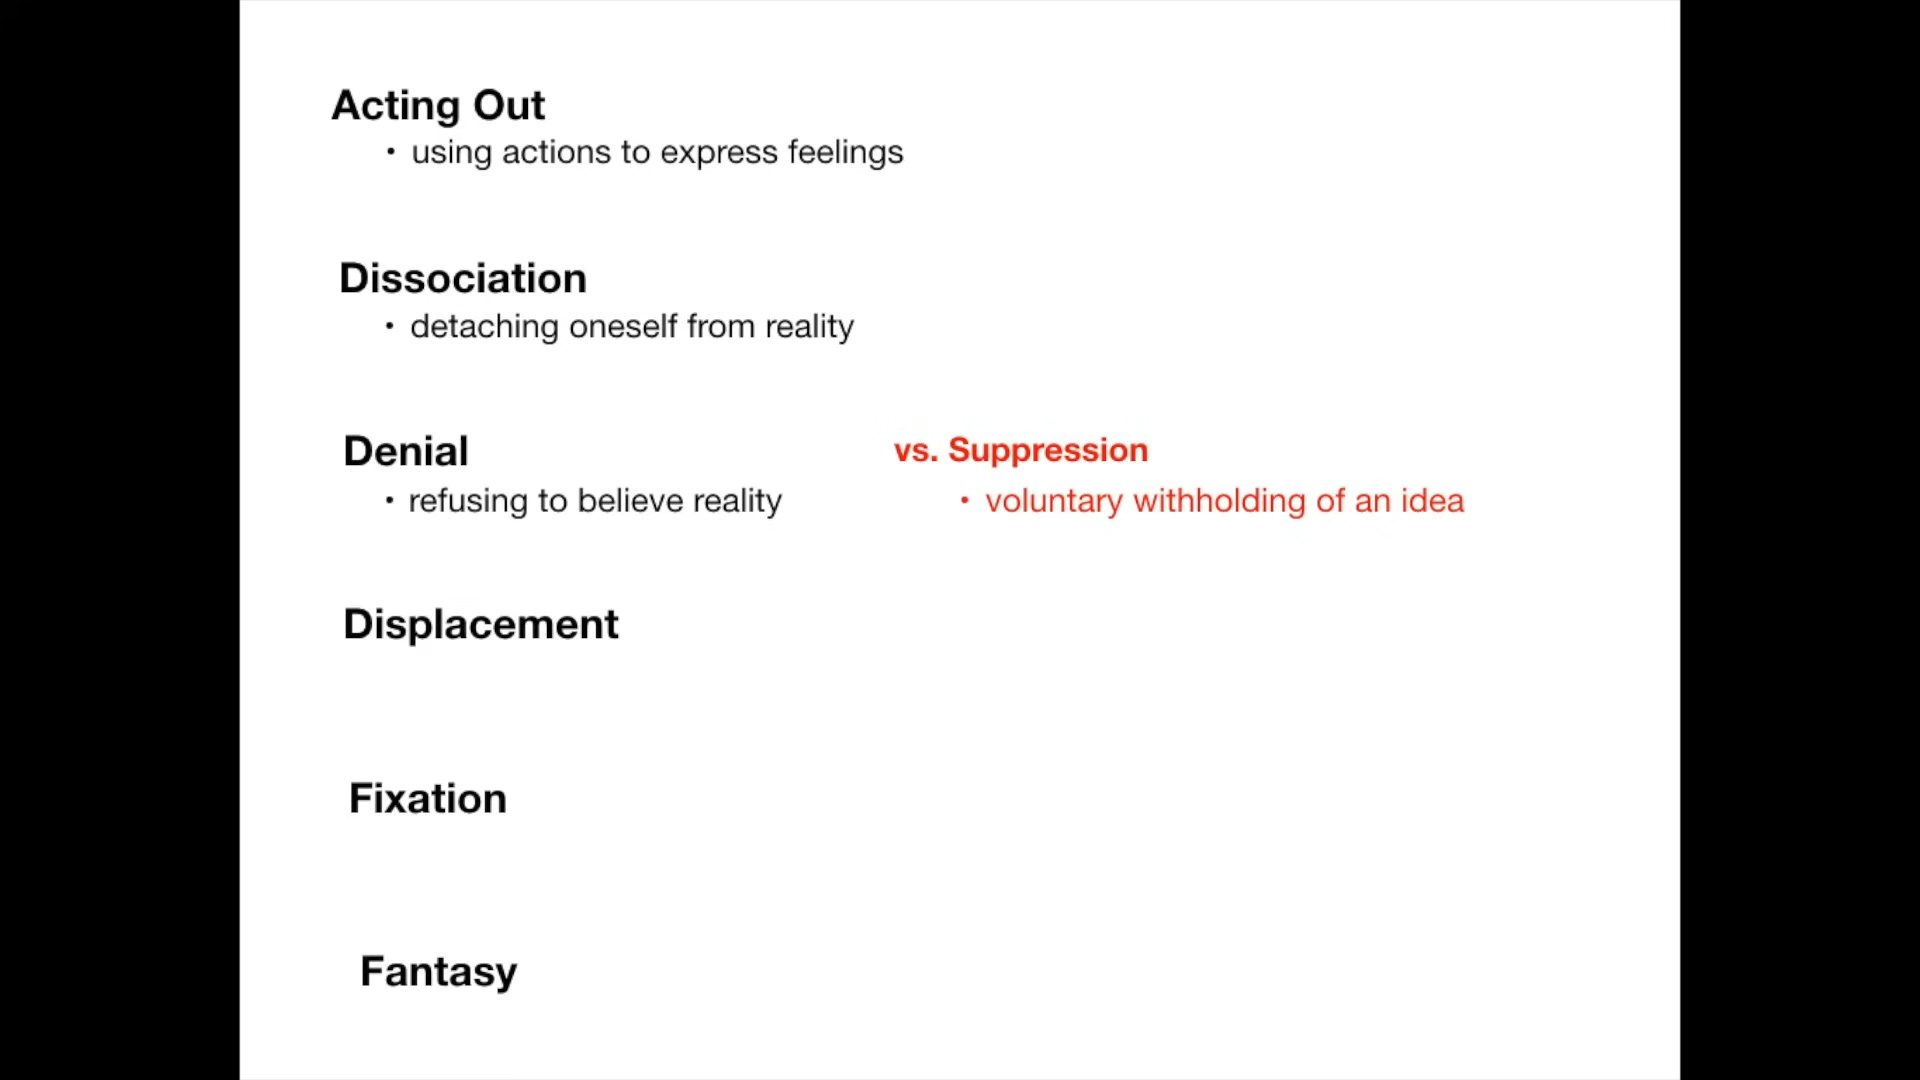 Acting Out
• using actions to express feelings
Dissociation
• detaching oneself from reality
Denial
• refusing to believe reality
vs. Suppression
• voluntary withholding of an idea
Displacement
Fixation
Fantasy